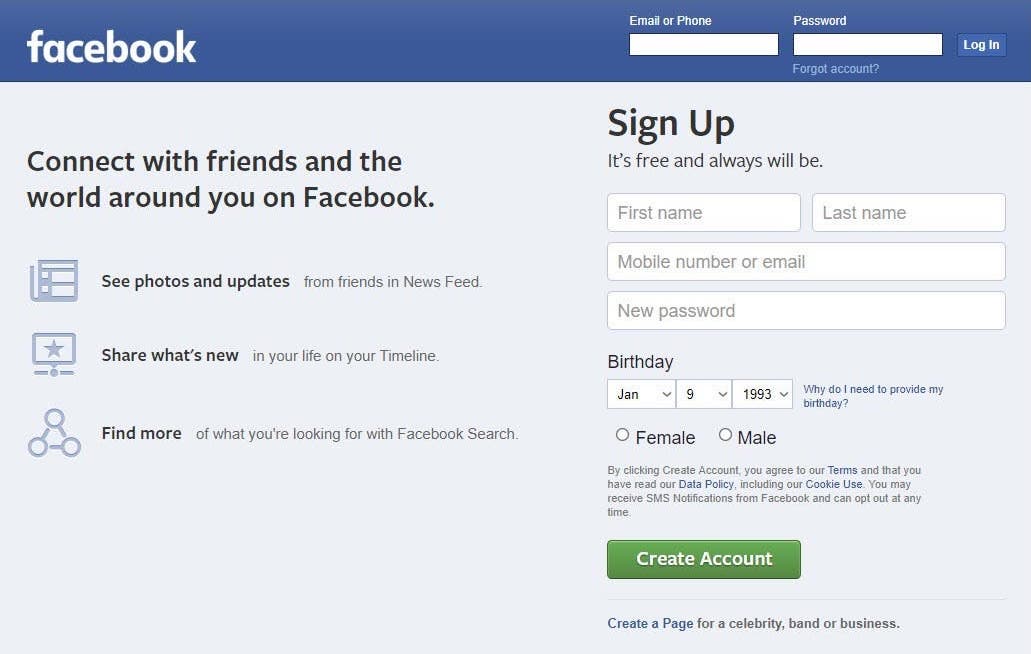 facebook
Email or Phone
Password
Log In
Forgot account?
Connect with friends and the
world around you on Facebook.
See photos and updates from friends in News Feed.
Share what's new in your life on your Timeline.
Find more of what you're looking for with Facebook Search.
Sign Up
It's free and always will be.
First name
Last name
Mobile number or email
New password
Birthday
Jan 9 1993
Why do I need to provide my
birthday?
Female Male
By clicking Create Account, you agree to our Terms and that you
have read our Data Policy, including our Cookie Use. You may
receive SMS Notifications from Facebook and can opt out at any
time.
Create Account
Create a Page for a celebrity, band or business.